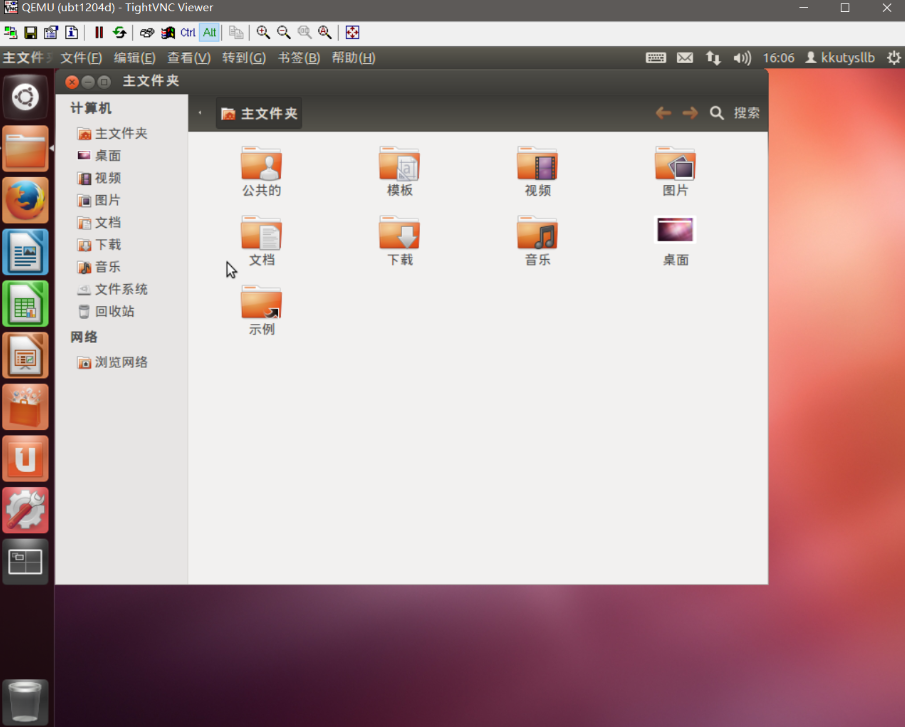 QEMU (ubt1204d) - TightVNC Viewer
Ctrl Alt
主文件 文件(F) 编辑(E) 查看(V) 转到(G) 书签(B) 帮助(H) 16:06 kkutysllb
主文件夹
计算机
主文件夹
桌面
视频
图片
文档
下载
音乐
文件系统
回收站
网络
浏览网络
主文件夹 搜索
公共的 模板 视频 图片
文档 下载 音乐 桌面
示例